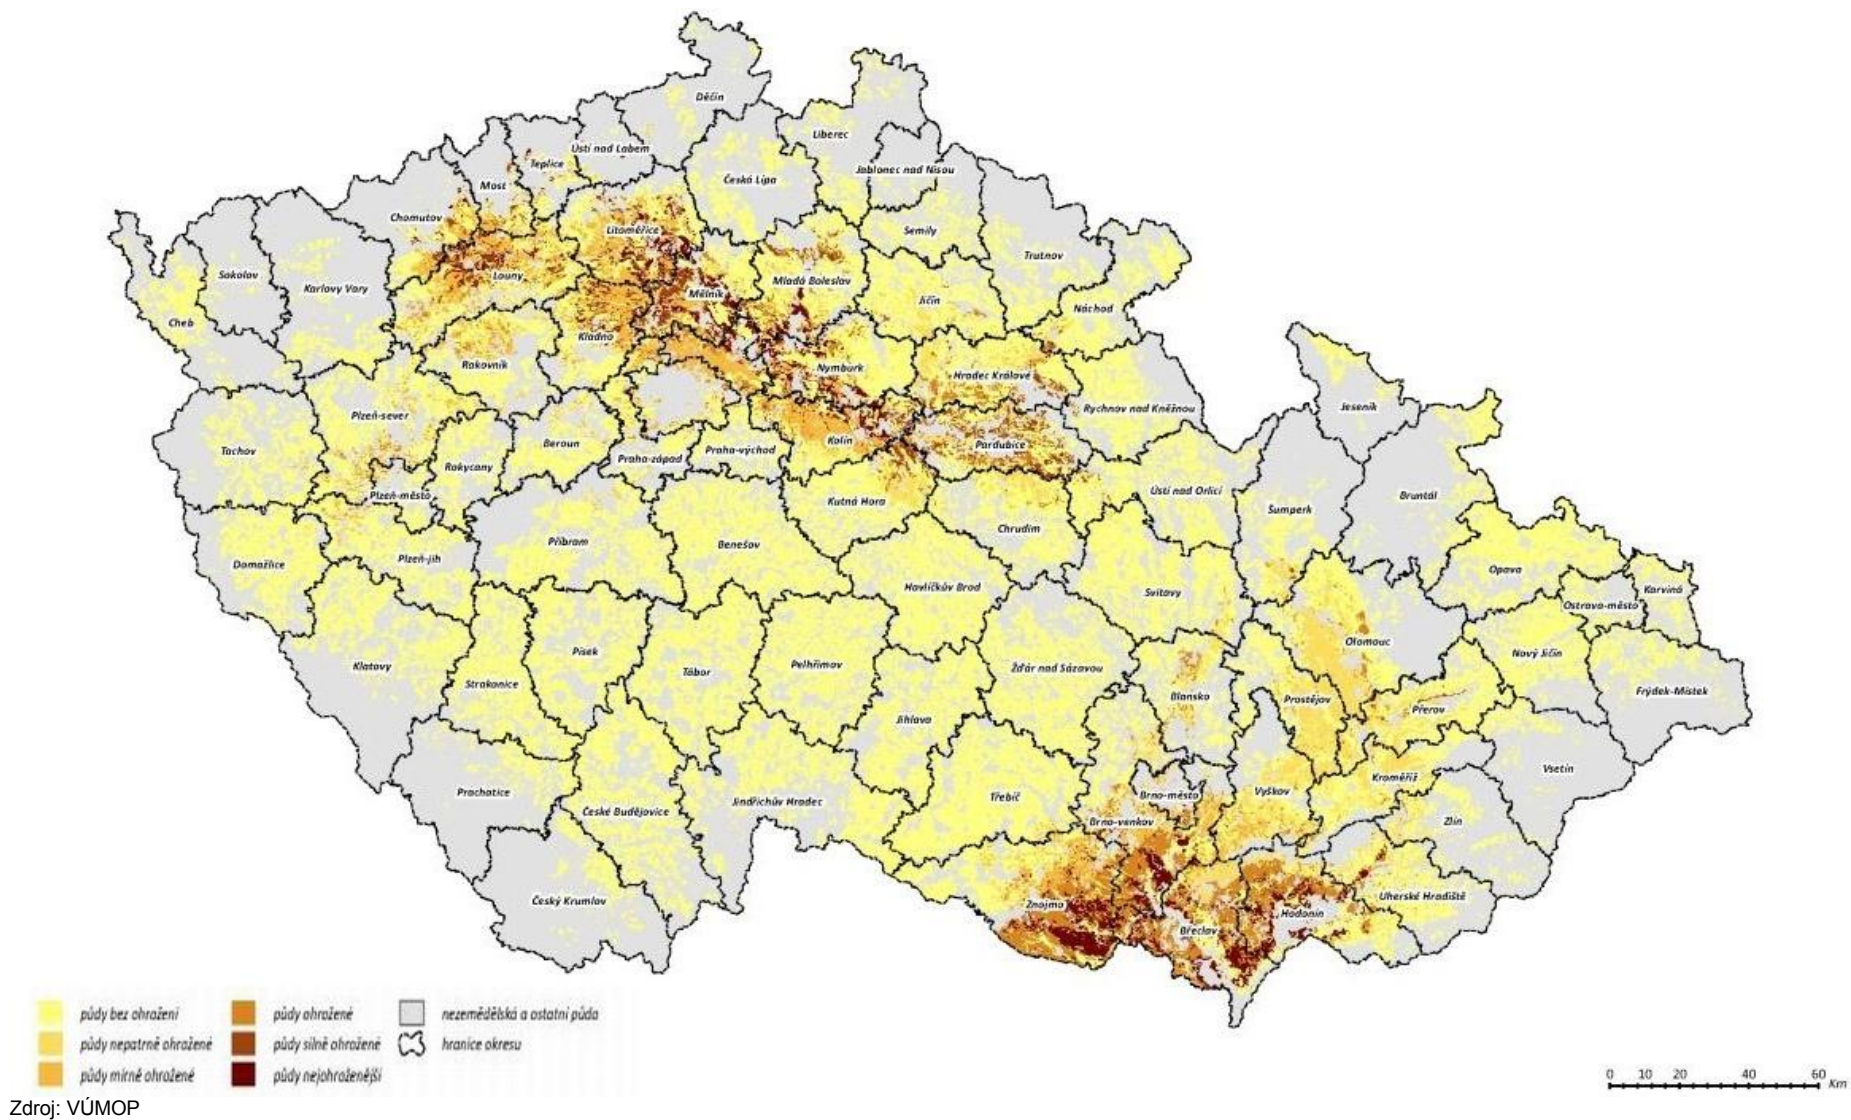 Děčín
Liberec
Ústí nad Labem
Teplice
Jablonec nad Nisou
Česká Lípa
Most
Chomutov
Litoměřice
Semily
Trutnov
Sokolov
Louny
Karlovy Vary
Mělník
Mladá Boleslav
Jičín
Náchod
Cheb
Kladno
Rakovník
Nymburk
Hradec Králové
Rychnov nad Kněžnou
Jeseník
Plzeň-sever
Tachov
Beroun
Kolín
Pardubice
Praha-západ
Praha-východ
Rokycany
Plzeň-město
Kutná Hora
Ústí nad Orlicí
Bruntál
Šumperk
Chrudim
Příbram
Benešov
Domažlice
Plzeň-jih
Havlíčkův Brod
Svitavy
Opava
Karviná
Ostrava-město
Olomouc
Klatovy
Písek
Nový Jičín
Strakonice
Tábor
Pelhřimov
Žďár nad Sázavou
Blansko
Prostějov
Přerov
Frýdek-Místek
Jihlava
Vsetín
Kroměříž
Prachatice
České Budějovice
Jindřichův Hradec
Třebíč
Brno-město
Vyškov
Brno-venkov
Zlín
Český Krumlov
Znojmo
Uherské Hradiště
Hodonín
Břeclav
půdy bez ohrožení
půdy nepatrně ohrožené
půdy mírně ohrožené
půdy ohrožené
půdy silně ohrožené
půdy nejohroženější
nezemědělská a ostatní půda
hranice okresu
0 10 20 40 60 Km
Zdroj: VÚMOP